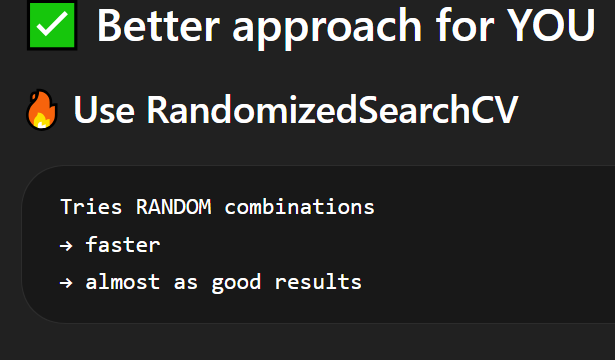 ✅ Better approach for YOU
🔥 Use RandomizedSearchCV
Tries RANDOM combinations
→ faster
→ almost as good results